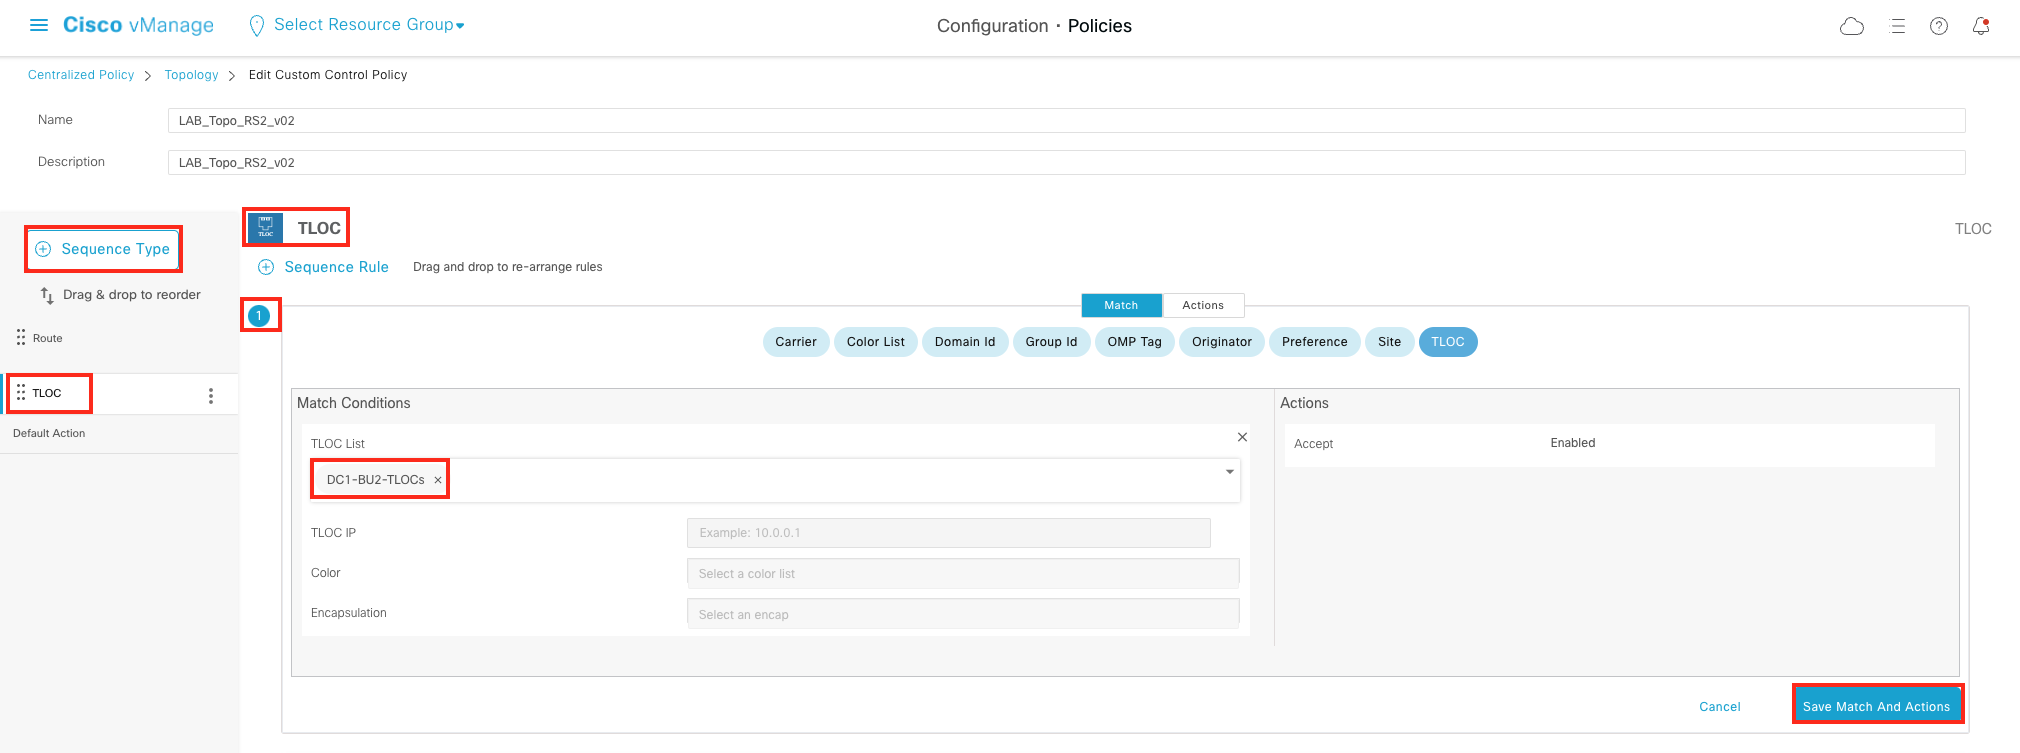 Cisco vManage
Select Resource Group
Configuration · Policies
Centralized Policy > Topology > Edit Custom Control Policy
Name
LAB_Topo_RS2_v02
Description
LAB_Topo_RS2_v02
Sequence Type
Drag & drop to reorder
Route
TLOC
Default Action
TLOC
TLOC
TLOC
Sequence Rule
Drag and drop to re-arrange rules
1
Match
Actions
Carrier
Color List
Domain Id
Group Id
OMP Tag
Originator
Preference
Site
TLOC
Match Conditions
TLOC List
DC1-BU2-TLOCs ×
TLOC IP
Example: 10.0.0.1
Color
Select a color list
Encapsulation
Select an encap
Actions
Accept
Enabled
Cancel
Save Match And Actions